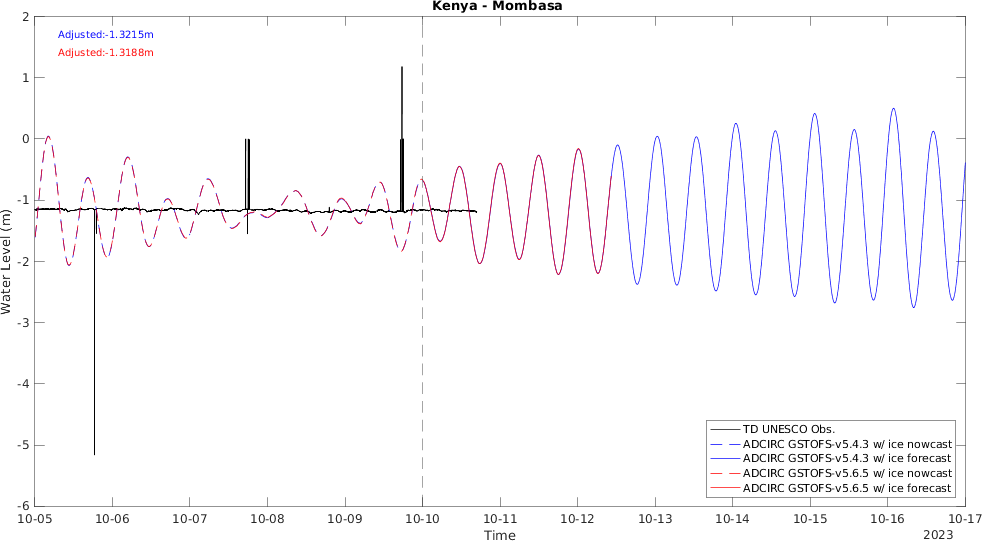 Kenya - Mombasa
Adjusted:-1.3215m
Adjusted:-1.3188m
Water Level (m)
2
1
0
-1
-2
-3
-4
-5
-6
TD UNESCO Obs.
ADCIRC GSTOFS-v5.4.3 w/ ice nowcast
ADCIRC GSTOFS-v5.4.3 w/ ice forecast
ADCIRC GSTOFS-v5.6.5 w/ ice nowcast
ADCIRC GSTOFS-v5.6.5 w/ ice forecast
10-05 10-06 10-07 10-08 10-09 10-10 10-11 10-12 10-13 10-14 10-15 10-16 10-17
Time
2023